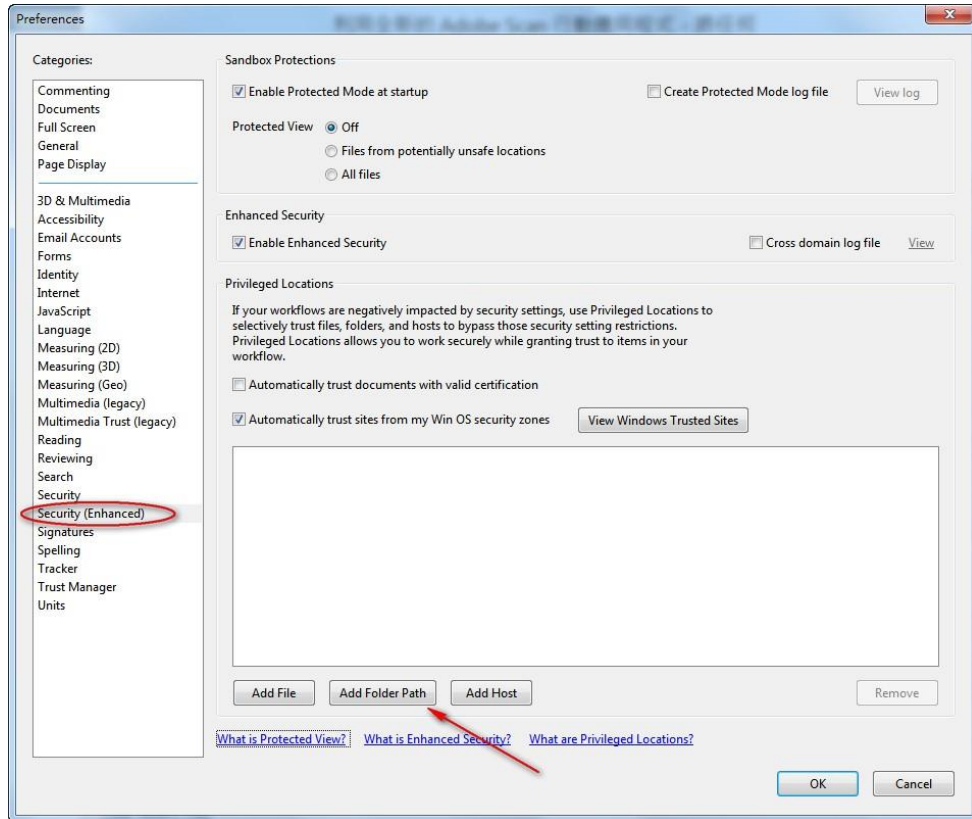 Preferences
Categories:
Commenting
Documents
Full Screen
General
Page Display
3D & Multimedia
Accessibility
Email Accounts
Forms
Identity
Internet
JavaScript
Language
Measuring (2D)
Measuring (3D)
Measuring (Geo)
Multimedia (legacy)
Multimedia Trust (legacy)
Reading
Reviewing
Search
Security
Security (Enhanced)
Signatures
Spelling
Tracker
Trust Manager
Units
Sandbox Protections
Enable Protected Mode at startup
Create Protected Mode log file
View log
Protected View
Off
Files from potentially unsafe locations
All files
Enhanced Security
Enable Enhanced Security
Cross domain log file
View
Privileged Locations
If your workflows are negatively impacted by security settings, use Privileged Locations to
selectively trust files, folders, and hosts to bypass those security setting restrictions.
Privileged Locations allows you to work securely while granting trust to items in your
workflow.
Automatically trust documents with valid certification
Automatically trust sites from my Win OS security zones
View Windows Trusted Sites
Add File
Add Folder Path
Add Host
Remove
What is Protected View?
What is Enhanced Security?
What are Privileged Locations?
OK
Cancel